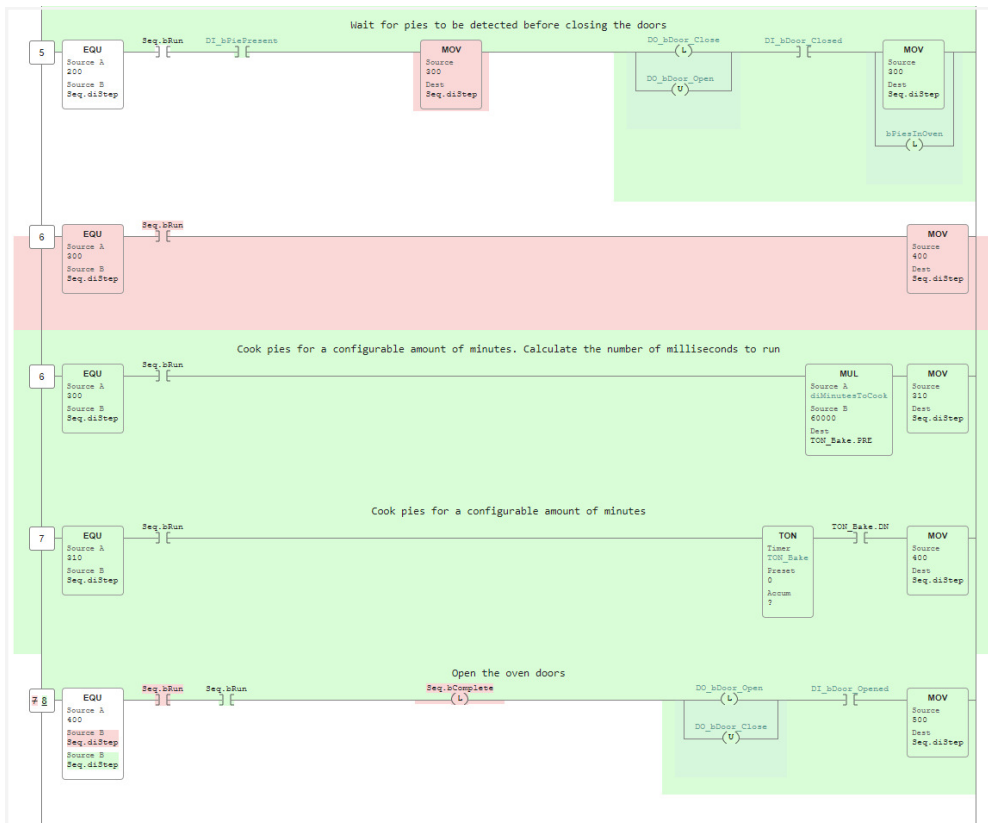 Wait for pies to be detected before closing the doors
5
EQU
Source A
200
Source B
Seq.diStep
Seq.bRun
DI_bPiePresent
MOV
Source
300
Dest
Seq.diStep
DO_bDoor_Close
(L)
DO_bDoor_Open
(U)
DI_bDoor_Closed
MOV
Source
300
Dest
Seq.diStep
bPiesInOven
(L)
6
EQU
Source A
300
Source B
Seq.diStep
Seq.bRun
MOV
Source
400
Dest
Seq.diStep
Cook pies for a configurable amount of minutes. Calculate the number of milliseconds to run
6
EQU
Source A
300
Source B
Seq.diStep
Seq.bRun
MUL
Source A
diMinutesToCook
Source B
60000
Dest
TON_Bake.PRE
MOV
Source
310
Dest
Seq.diStep
Cook pies for a configurable amount of minutes
7
EQU
Source A
310
Source B
Seq.diStep
Seq.bRun
TON
Timer
TON_Bake
Preset
0
Accum
?
TON_Bake.DN
MOV
Source
400
Dest
Seq.diStep
Open the oven doors
7 8
EQU
Source A
400
Source B
Seq.diStep
Source B
Seq.diStep
Seq.bRun
Seq.bRun
Seq.bComplete
(L)
DO_bDoor_Open
(L)
DO_bDoor_Close
(U)
DI_bDoor_Opened
MOV
Source
500
Dest
Seq.diStep